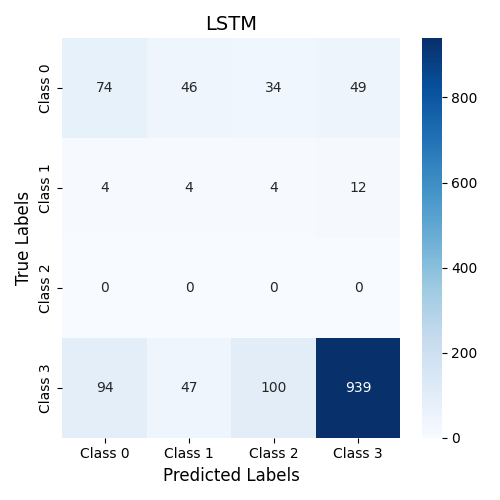 LSTM
True Labels
Class 0
74 46 34 49
Class 1
4 4 4 12
Class 2
0 0 0 0
Class 3
94 47 100 939
Class 0 Class 1 Class 2 Class 3
Predicted Labels
800
600
400
200
0